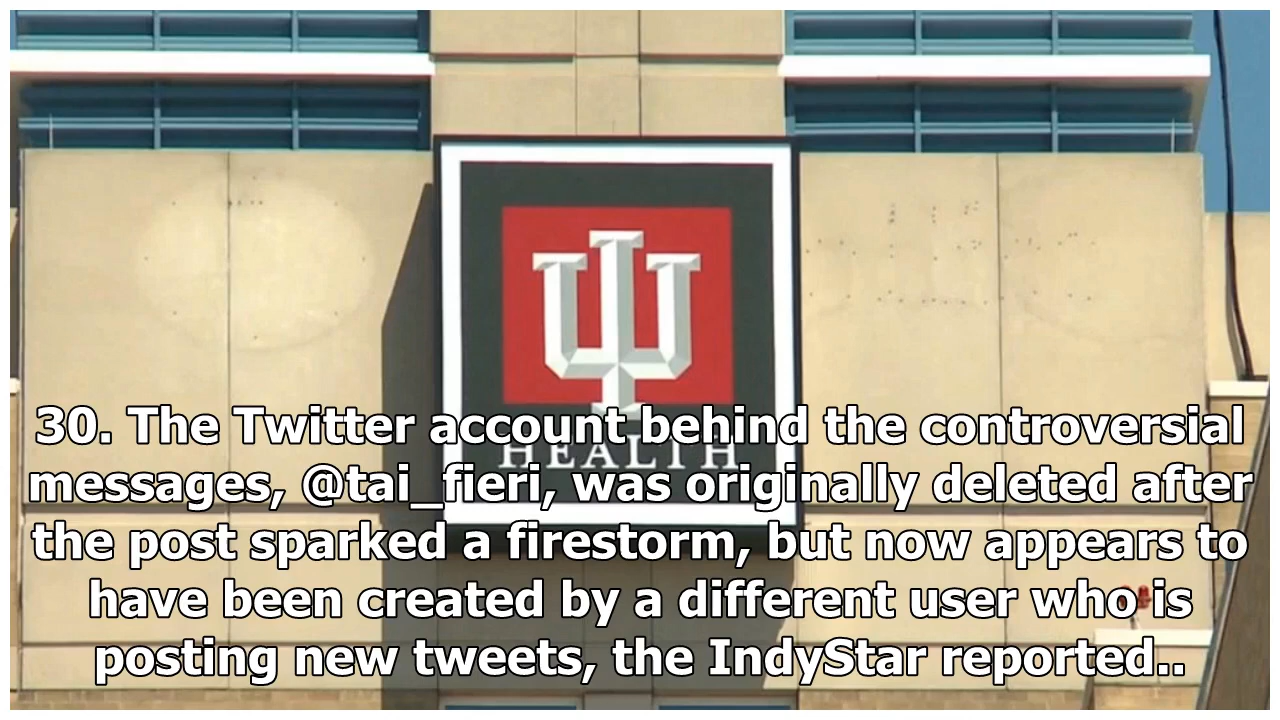 HEALTH
30. The Twitter account behind the controversial
messages, @tai_fieri, was originally deleted after
the post sparked a firestorm, but now appears to
have been created by a different user who is
posting new tweets, the IndyStar reported..